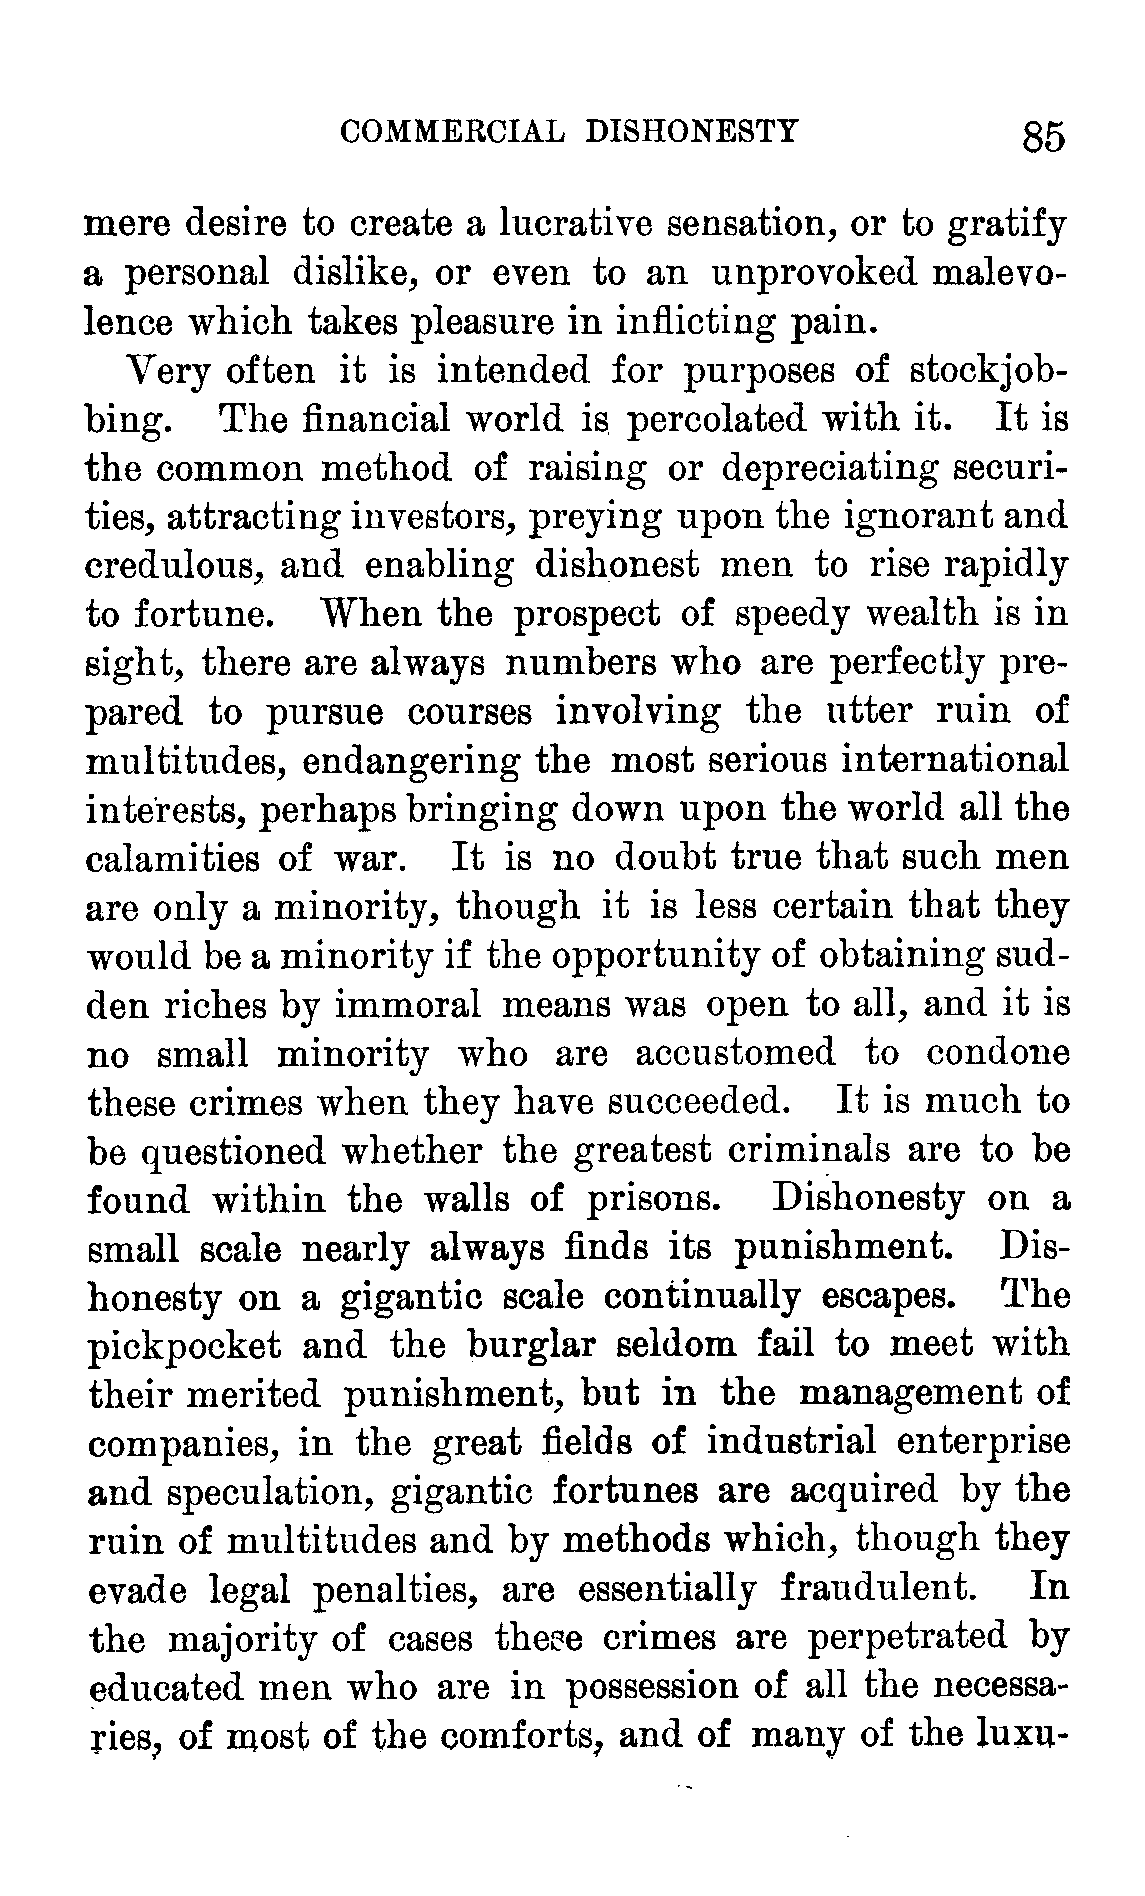 COMMERCIAL DISHONESTY 85
mere desire to create a lucrative sensation, or to gratify
a personal dislike, or even to an unprovoked malevo-
lence which takes pleasure in inflicting pain.
Very often it is intended for purposes of stockjob-
bing. The financial world is percolated with it. It is
the common method of raising or depreciating securi-
ties, attracting investors, preying upon the ignorant and
credulous, and enabling dishonest men to rise rapidly
to fortune. When the prospect of speedy wealth is in
sight, there are always numbers who are perfectly pre-
pared to pursue courses involving the utter ruin of
multitudes, endangering the most serious international
interests, perhaps bringing down upon the world all the
calamities of war. It is no doubt true that such men
are only a minority, though it is less certain that they
would be a minority if the opportunity of obtaining sud-
den riches by immoral means was open to all, and it is
no small minority who are accustomed to condone
these crimes when they have succeeded. It is much to
be questioned whether the greatest criminals are to be
found within the walls of prisons. Dishonesty on a
small scale nearly always finds its punishment. Dis-
honesty on a gigantic scale continually escapes. The
pickpocket and the burglar seldom fail to meet with
their merited punishment, but in the management of
companies, in the great fields of industrial enterprise
and speculation, gigantic fortunes are acquired by the
ruin of multitudes and by methods which, though they
evade legal penalties, are essentially fraudulent. In
the majority of cases these crimes are perpetrated by
educated men who are in possession of all the necessa-
ries, of most of the comforts, and of many of the luxu-